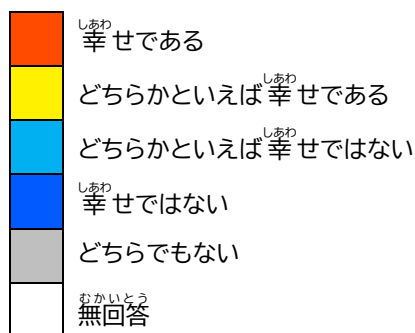 幸せである
どちらかといえば幸せである
どちらかといえば幸せではない
幸せではない
どちらでもない
無回答